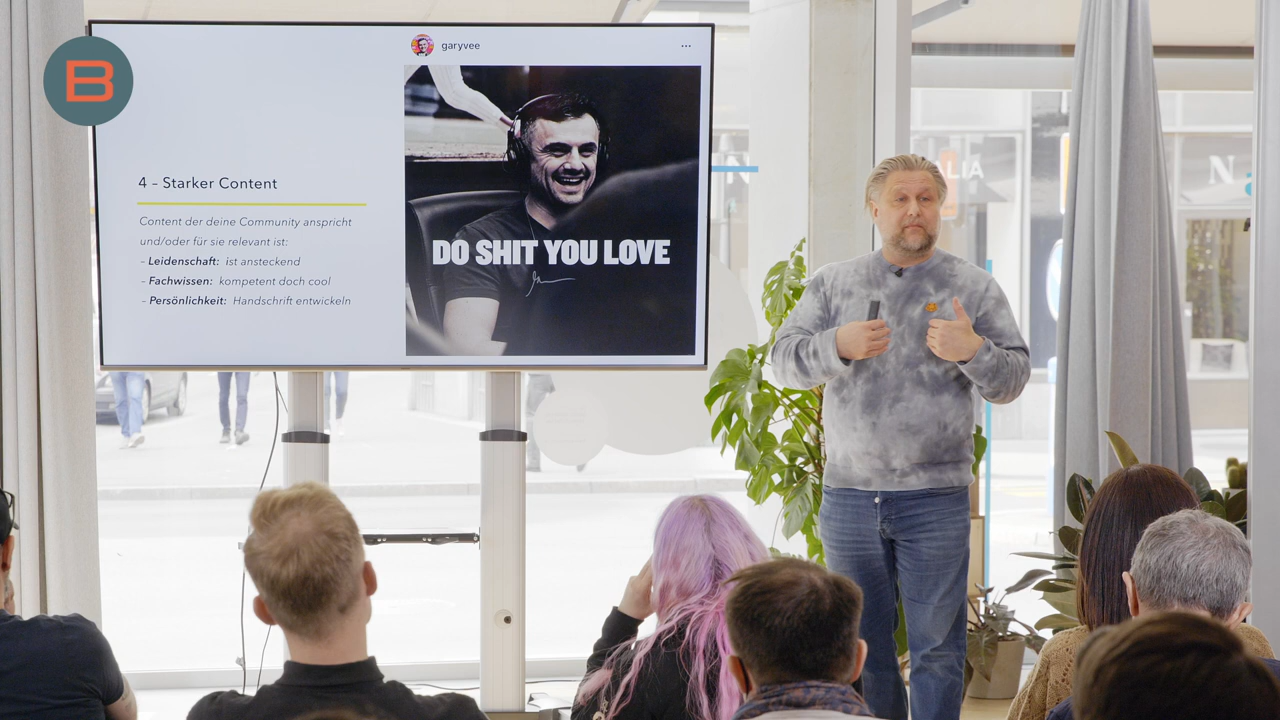 B
garyvee
4 – Starker Content
Content der deine Community anspricht
und/oder für sie relevant ist:
– Leidenschaft: ist ansteckend
– Fachwissen: kompetent doch cool
– Persönlichkeit: Handschrift entwickeln
DO SHIT YOU LOVE
ALIA
N